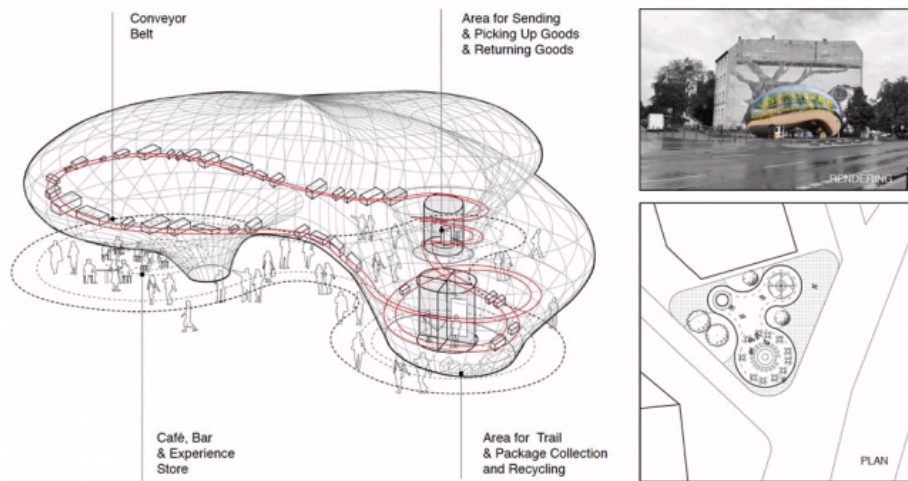 Conveyor
Belt
Area for Sending
& Picking Up Goods
& Returning Goods
RENDERING
Café, Bar
& Experience
Store
Area for Trail
& Package Collection
and Recycling
PLAN